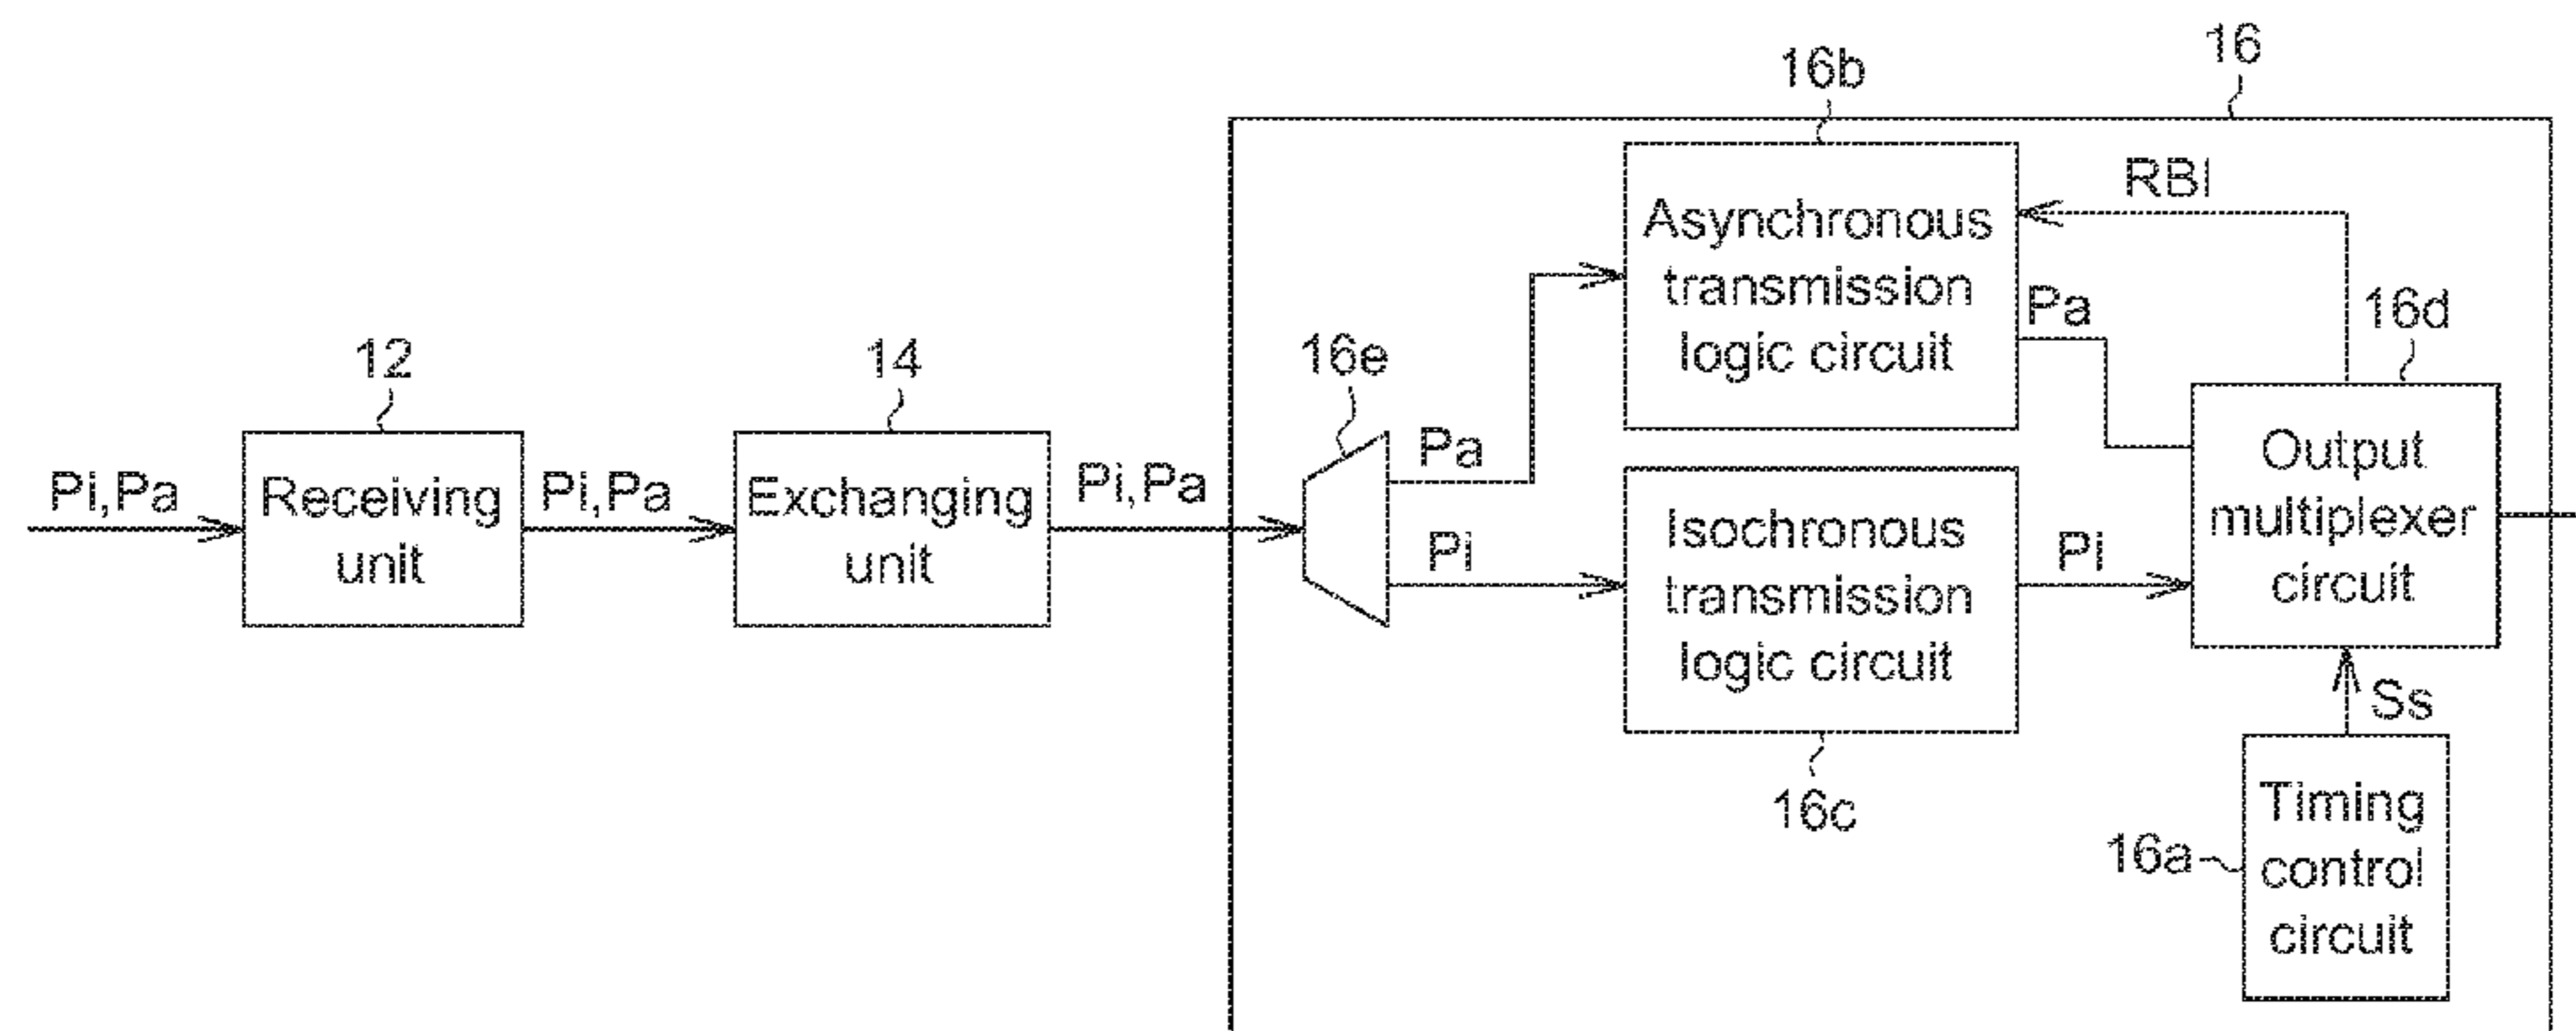 16
16b
RBI
Asynchronous
transmission
logic circuit
Pa
16d
12
14
16e
Pa
Output
multiplexer
circuit
Pi,Pa
Receiving
unit
Pi,Pa
Exchanging
unit
Pi,Pa
Pi
Isochronous
transmission
logic circuit
Pi
16c
Ss
16a
Timing
control
circuit